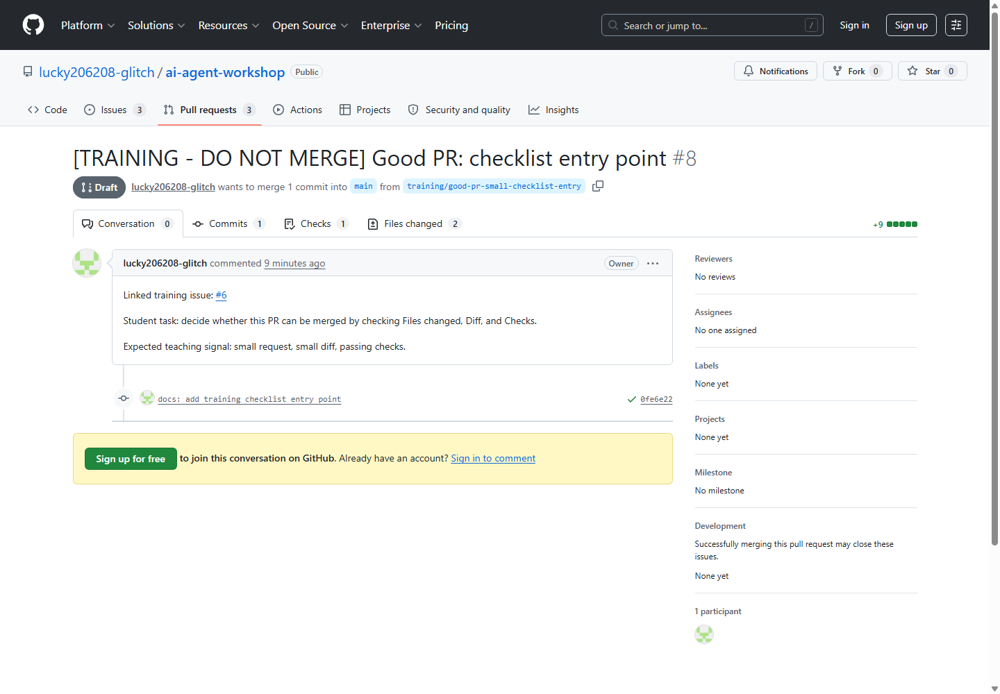 Platform Solutions Resources Open Source Enterprise Pricing Search or jump to... / Sign in Sign up
lucky206208-glitch / ai-agent-workshop Public Notifications Fork 0 Star 0
Code Issues 3 Pull requests 3 Actions Projects Security and quality Insights
[TRAINING - DO NOT MERGE] Good PR: checklist entry point #8
Draft lucky206208-glitch wants to merge 1 commit into main from training/good-pr-small-checklist-entry
Conversation 0 Commits 1 Checks 1 Files changed 2 +9
lucky206208-glitch commented 9 minutes ago Owner
Linked training issue: #6
Student task: decide whether this PR can be merged by checking Files changed, Diff, and Checks.
Expected teaching signal: small request, small diff, passing checks.
docs: add training checklist entry point 0fe6e22
Sign up for free to join this conversation on GitHub. Already have an account? Sign in to comment
Reviewers
No reviews
Assignees
No one assigned
Labels
None yet
Projects
None yet
Milestone
No milestone
Development
Successfully merging this pull request may close these
issues.
None yet
1 participant